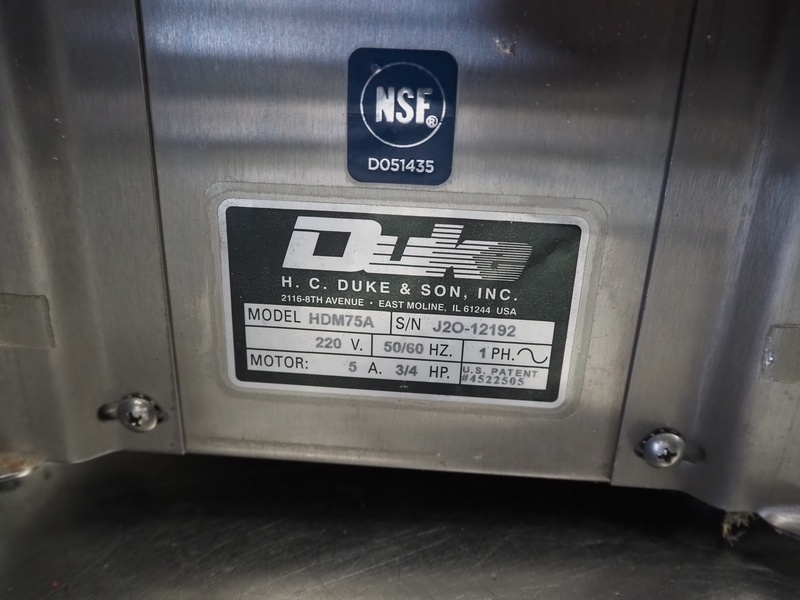 NSF®
D051435
Duke
H. C. DUKE & SON, INC.
2116-8TH AVENUE • EAST MOLINE, IL 61244 USA
MODEL HDM75A S/N J2O-12192
220 V. 50/60 HZ. 1 PH.
MOTOR: 5 A. 3/4 HP. U.S. PATENT
#4522505